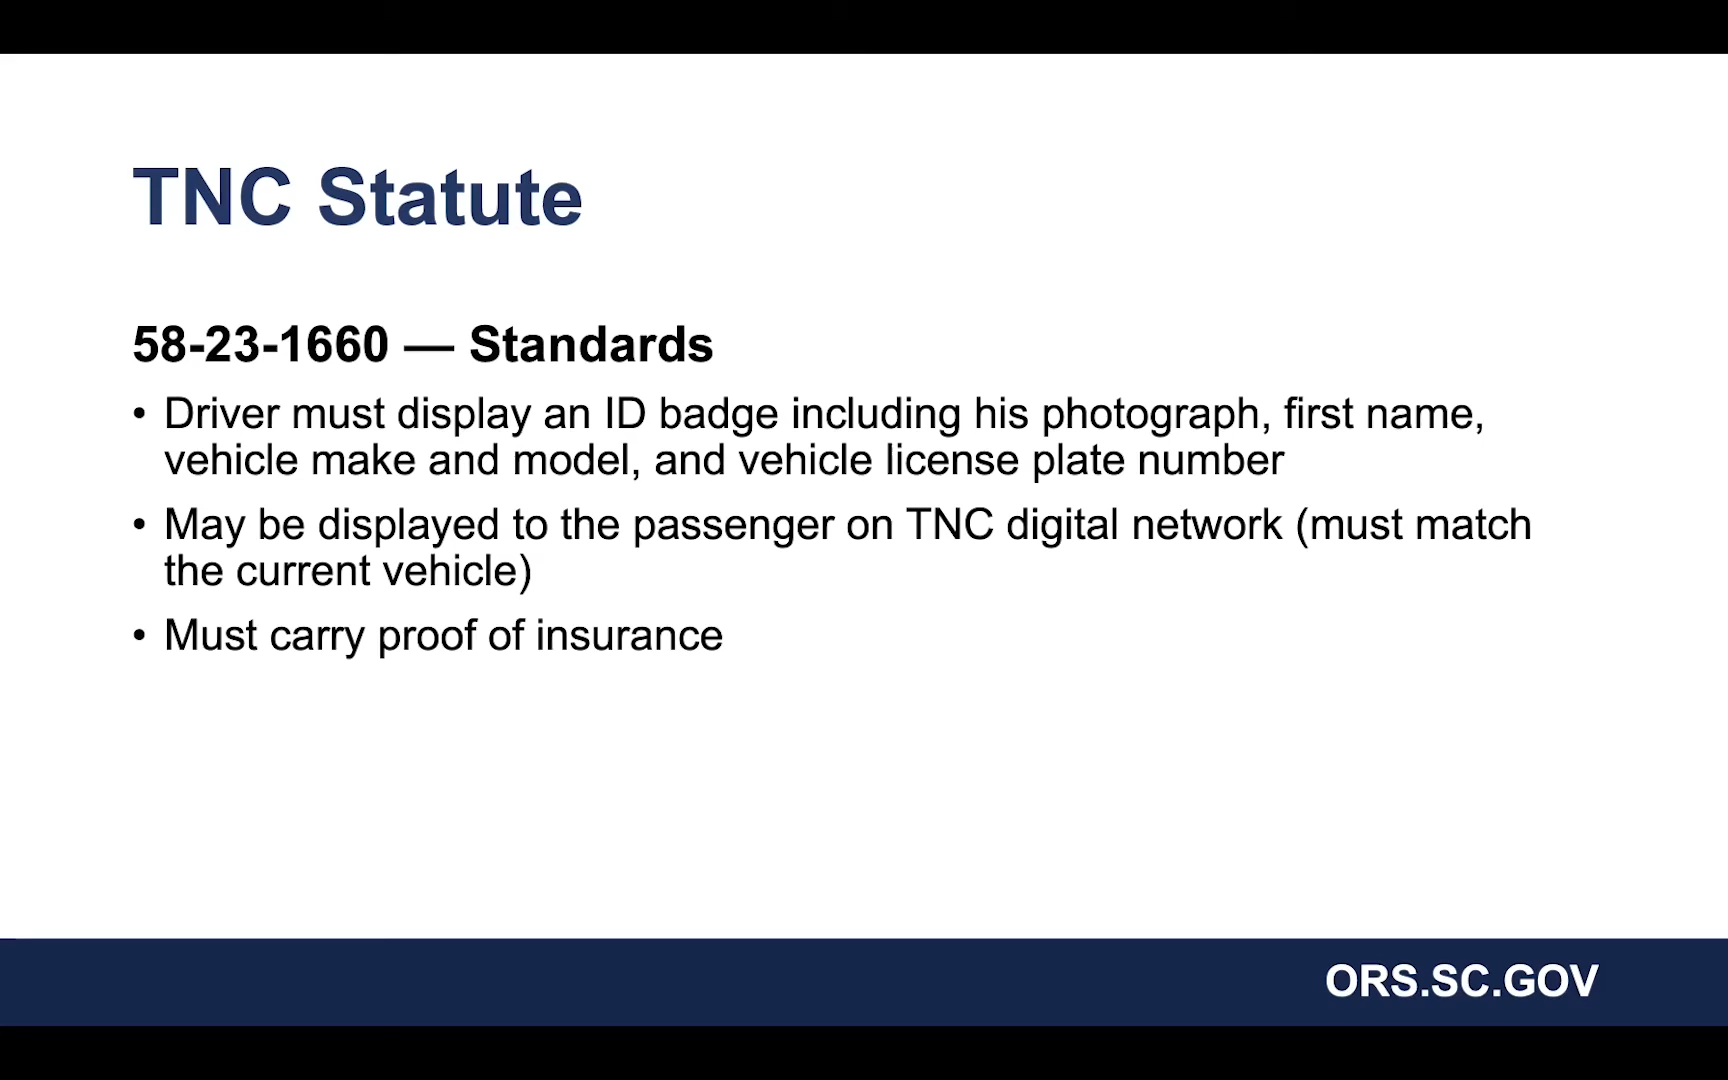 TNC Statute
58-23-1660 — Standards
• Driver must display an ID badge including his photograph, first name,
vehicle make and model, and vehicle license plate number
• May be displayed to the passenger on TNC digital network (must match
the current vehicle)
• Must carry proof of insurance
ORS.SC.GOV